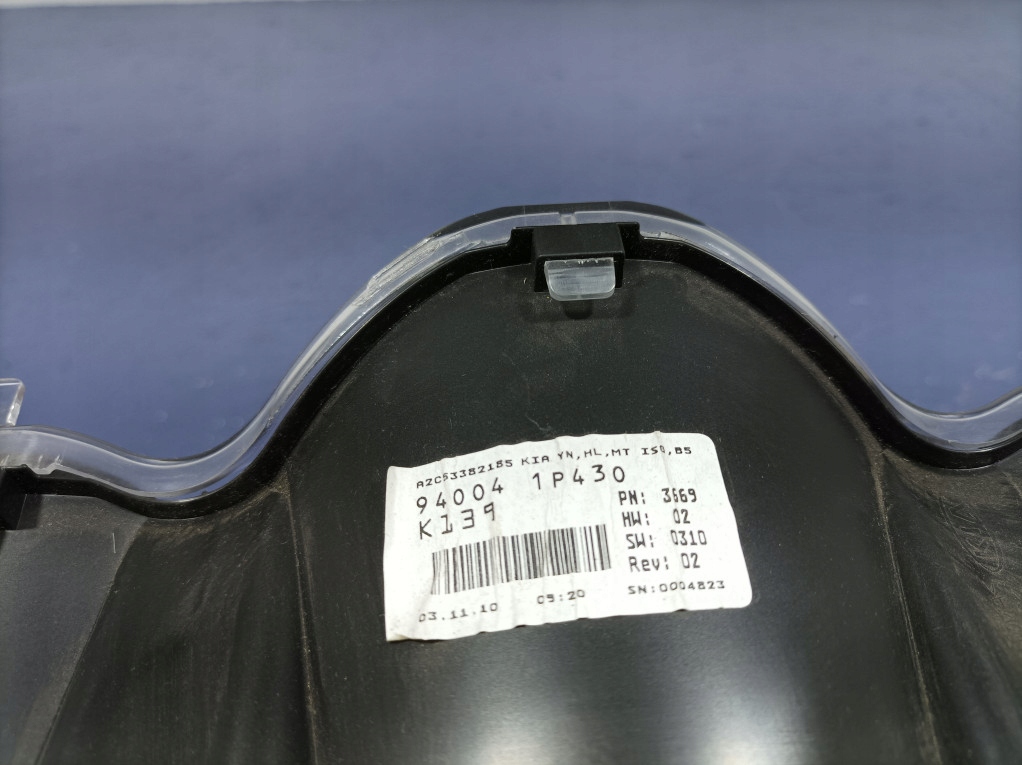 A2C53382185 KIA YN,HL,MT ISO,B5
94004 1P430
K139
PN: 3669
HW: 02
SW: 0310
Rev: 02
03.11.10 09:20 SN:0004823